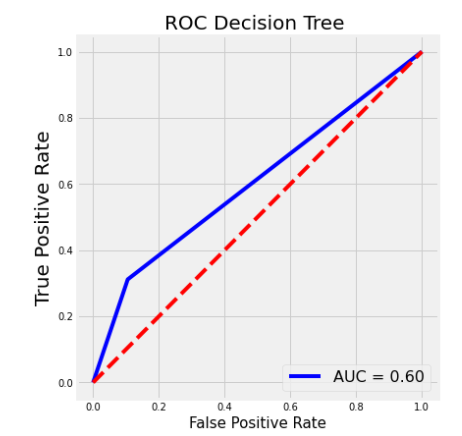 ROC Decision Tree
True Positive Rate
1.0
0.8
0.6
0.4
0.2
0.0
AUC = 0.60
0.0 0.2 0.4 0.6 0.8 1.0
False Positive Rate